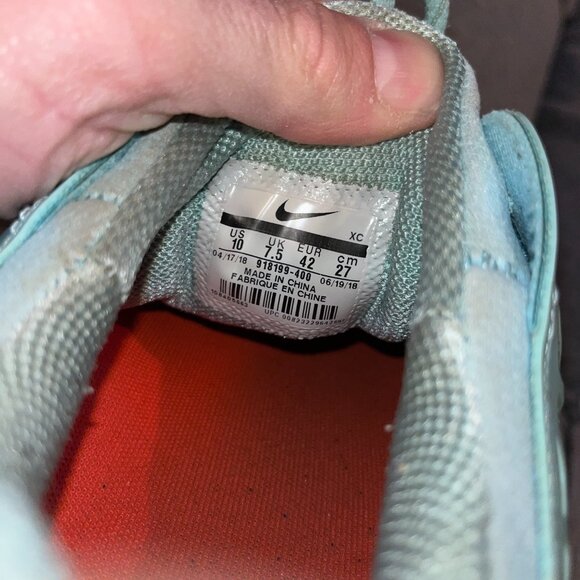 XC
US UK EUR cm
10 7.5 42 27
04/17/18 918199-400 06/19/18
MADE IN CHINA
FABRIQUE EN CHINE
UPC